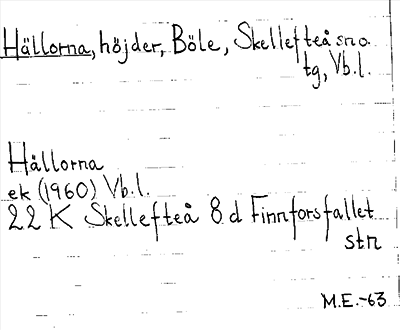 Hällorna, höjder, Böle, Skellefteå sn o.
tg, Vb.l.
Hållorna
ek (1960) Vb.l.
22 K Skellefteå 8 d Finnforsfallet
stn
M.E.-63